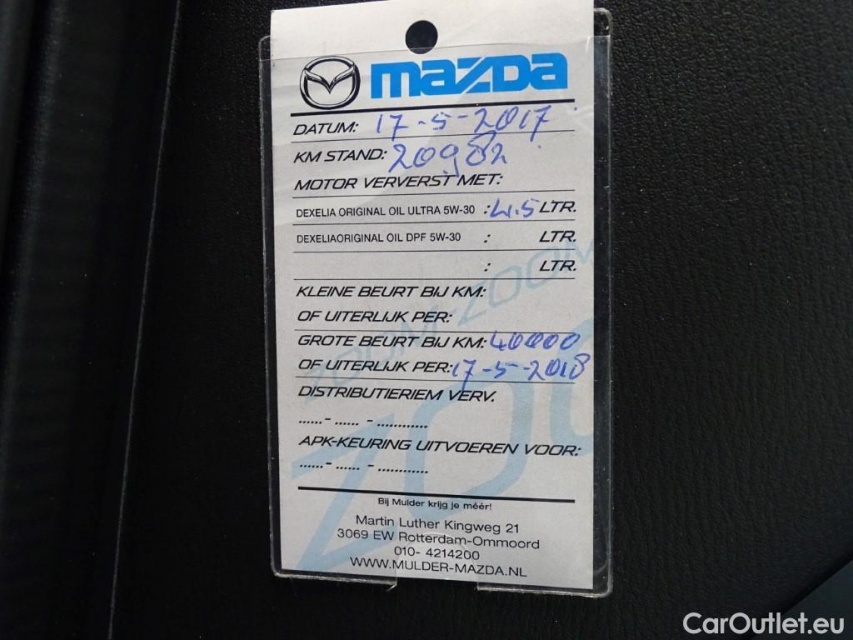 mazda
DATUM: 17-5-2017
KM STAND: 20982
MOTOR VERVERST MET:
DEXELIA ORIGINAL OIL ULTRA 5W-30 : 4.5 LTR.
DEXELIAORIGINAL OIL DPF 5W-30 : LTR.
: LTR.
KLEINE BEURT BIJ KM:
OF UITERLIJK PER:
GROTE BEURT BIJ KM: 40000
OF UITERLIJK PER: 17-5-2018
DISTRIBUTIERIEM VERV.
......- ...... - ............
APK-KEURING UITVOEREN VOOR:
......- ...... - ............
Bij Mulder krijg je méér!
Martin Luther Kingweg 21
3069 EW Rotterdam-Ommoord
010- 4214200
WWW.MULDER-MAZDA.NL
ZOOM ZOOM
CarOutlet.eu